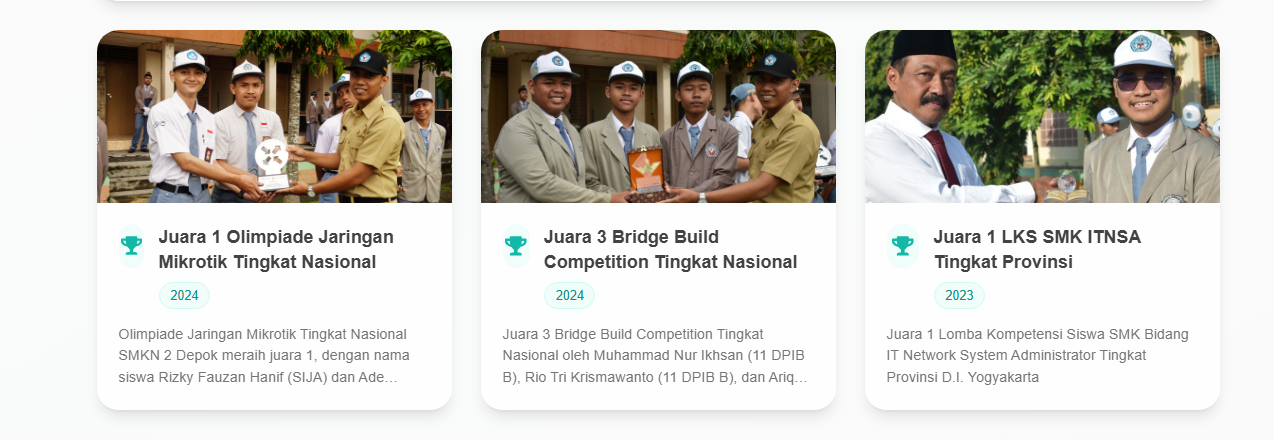 Juara 1 Olimpiade Jaringan
Mikrotik Tingkat Nasional
2024
Olimpiade Jaringan Mikrotik Tingkat Nasional
SMKN 2 Depok meraih juara 1, dengan nama
siswa Rizky Fauzan Hanif (SIJA) dan Ade...
Juara 3 Bridge Build
Competition Tingkat Nasional
2024
Juara 3 Bridge Build Competition Tingkat
Nasional oleh Muhammad Nur Ikhsan (11 DPIB
B), Rio Tri Krismawanto (11 DPIB B), dan Ariq...
Juara 1 LKS SMK ITNSA
Tingkat Provinsi
2023
Juara 1 Lomba Kompetensi Siswa SMK Bidang
IT Network System Administrator Tingkat
Provinsi D.I. Yogyakarta